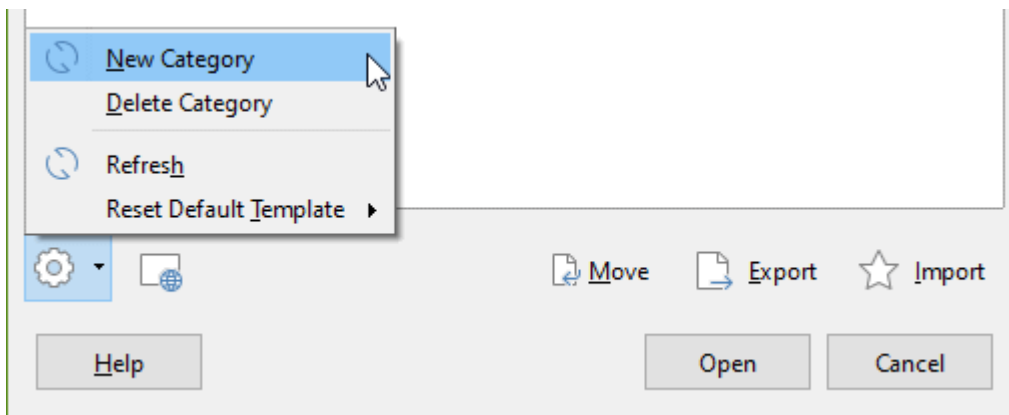 New Category
Delete Category
Refresh
Reset Default Template
Move Export Import
Help Open Cancel